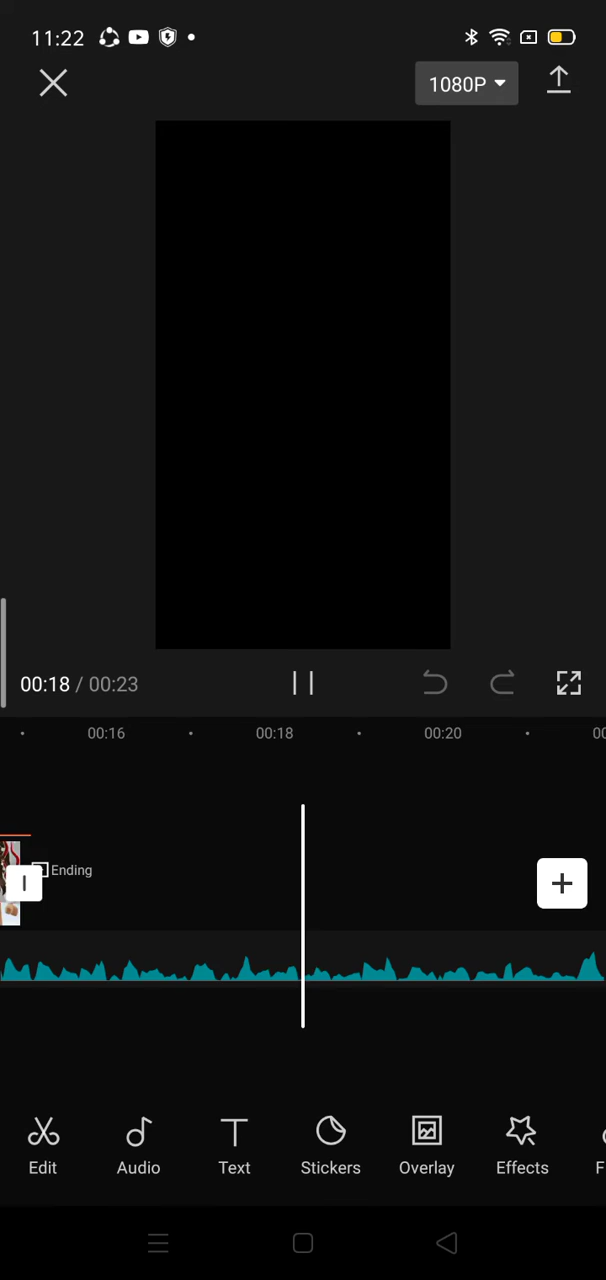 11:22
1080P
00:18 / 00:23
00:16 00:18 00:20 00
Ending
Edit Audio Text Stickers Overlay Effects F